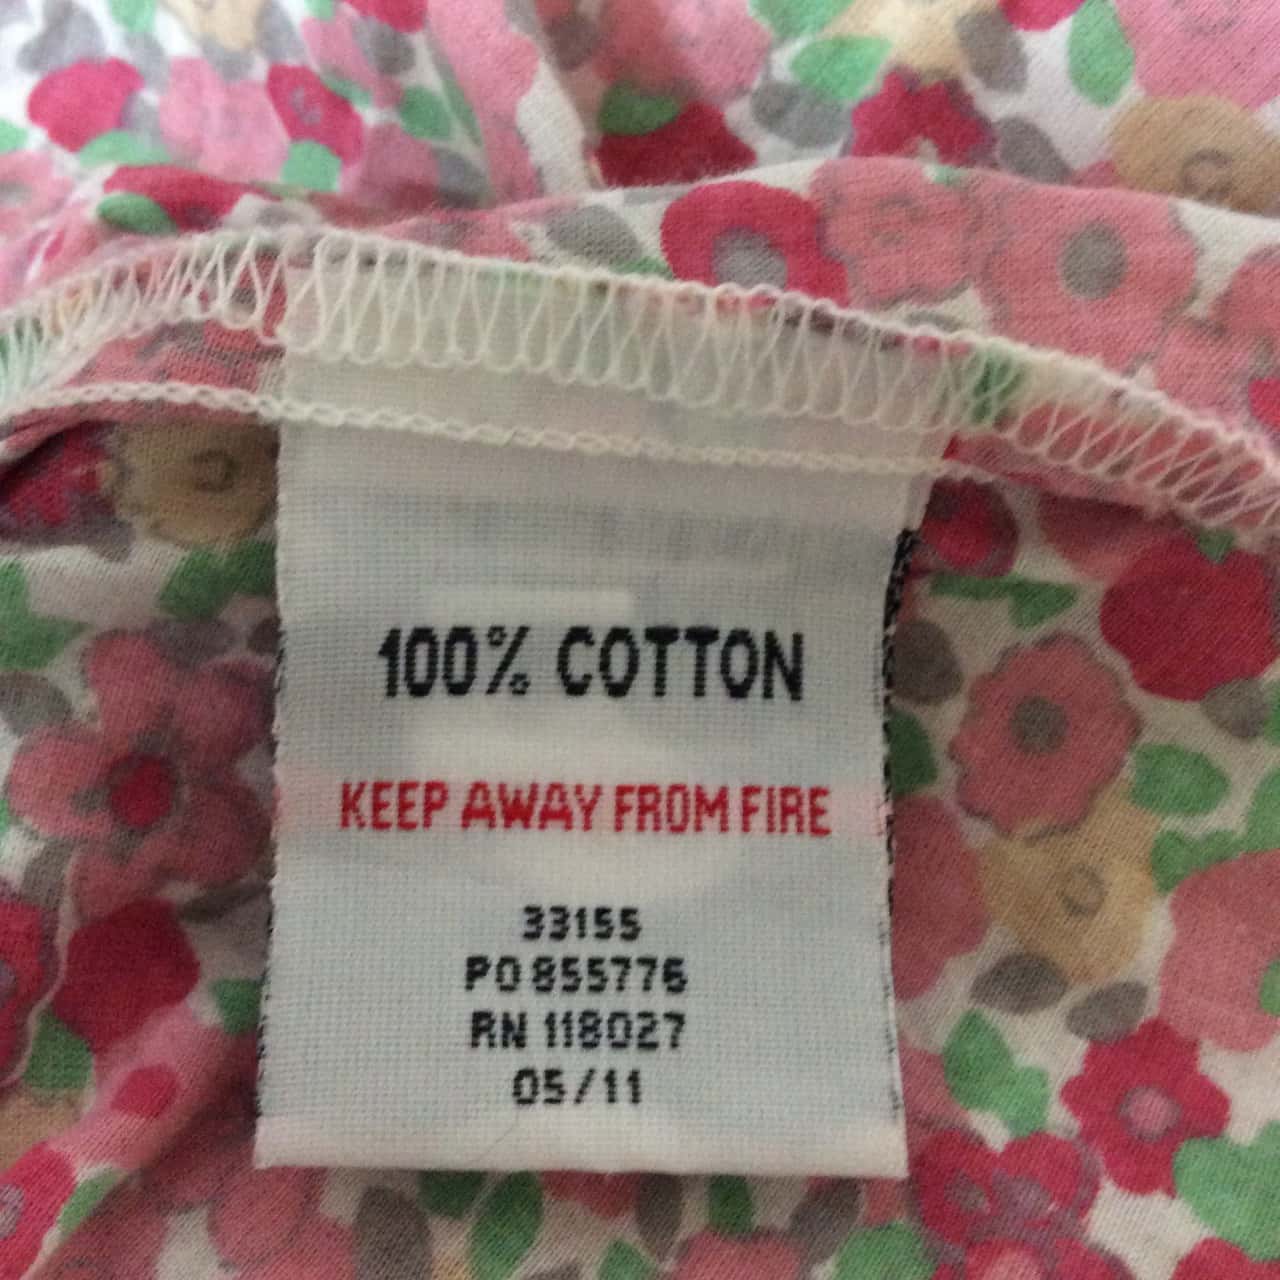 100% COTTON
KEEP AWAY FROM FIRE
33155
PO 855776
RN 118027
05/11